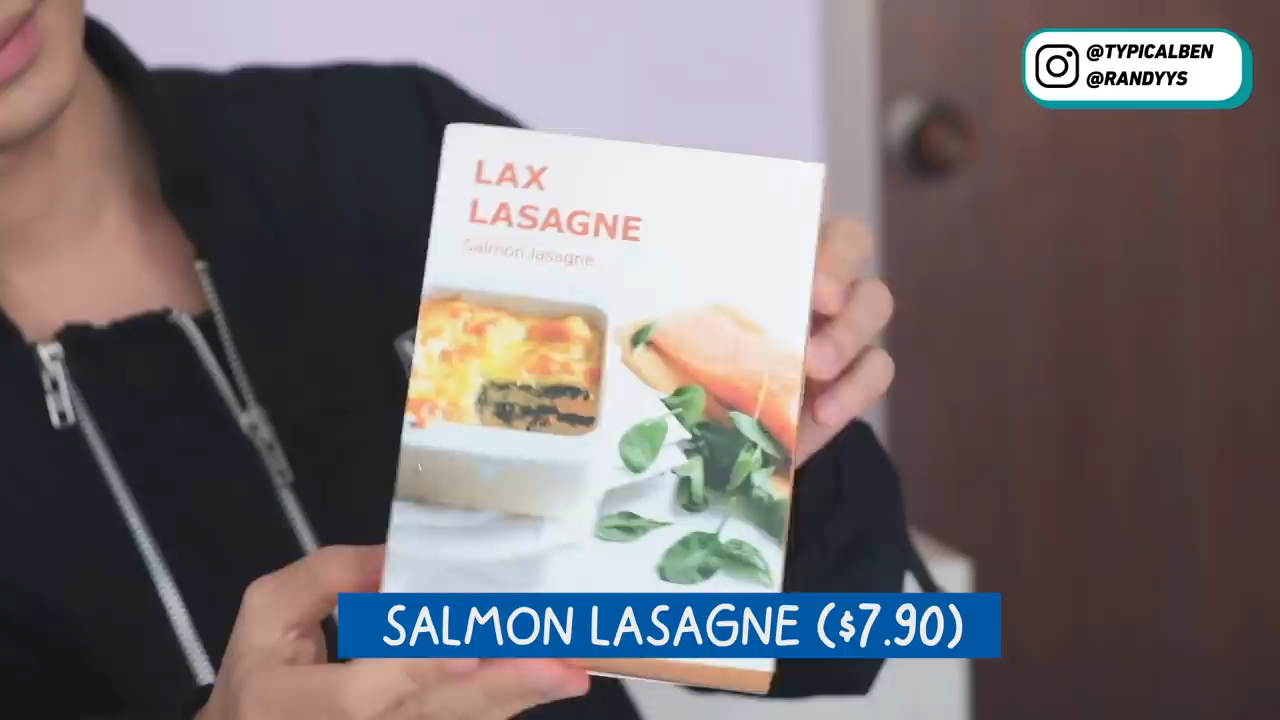 @TYPICALBEN
@RANDYYS
LAX
LASAGNE
Salmon lasagne
SALMON LASAGNE ($7.90)